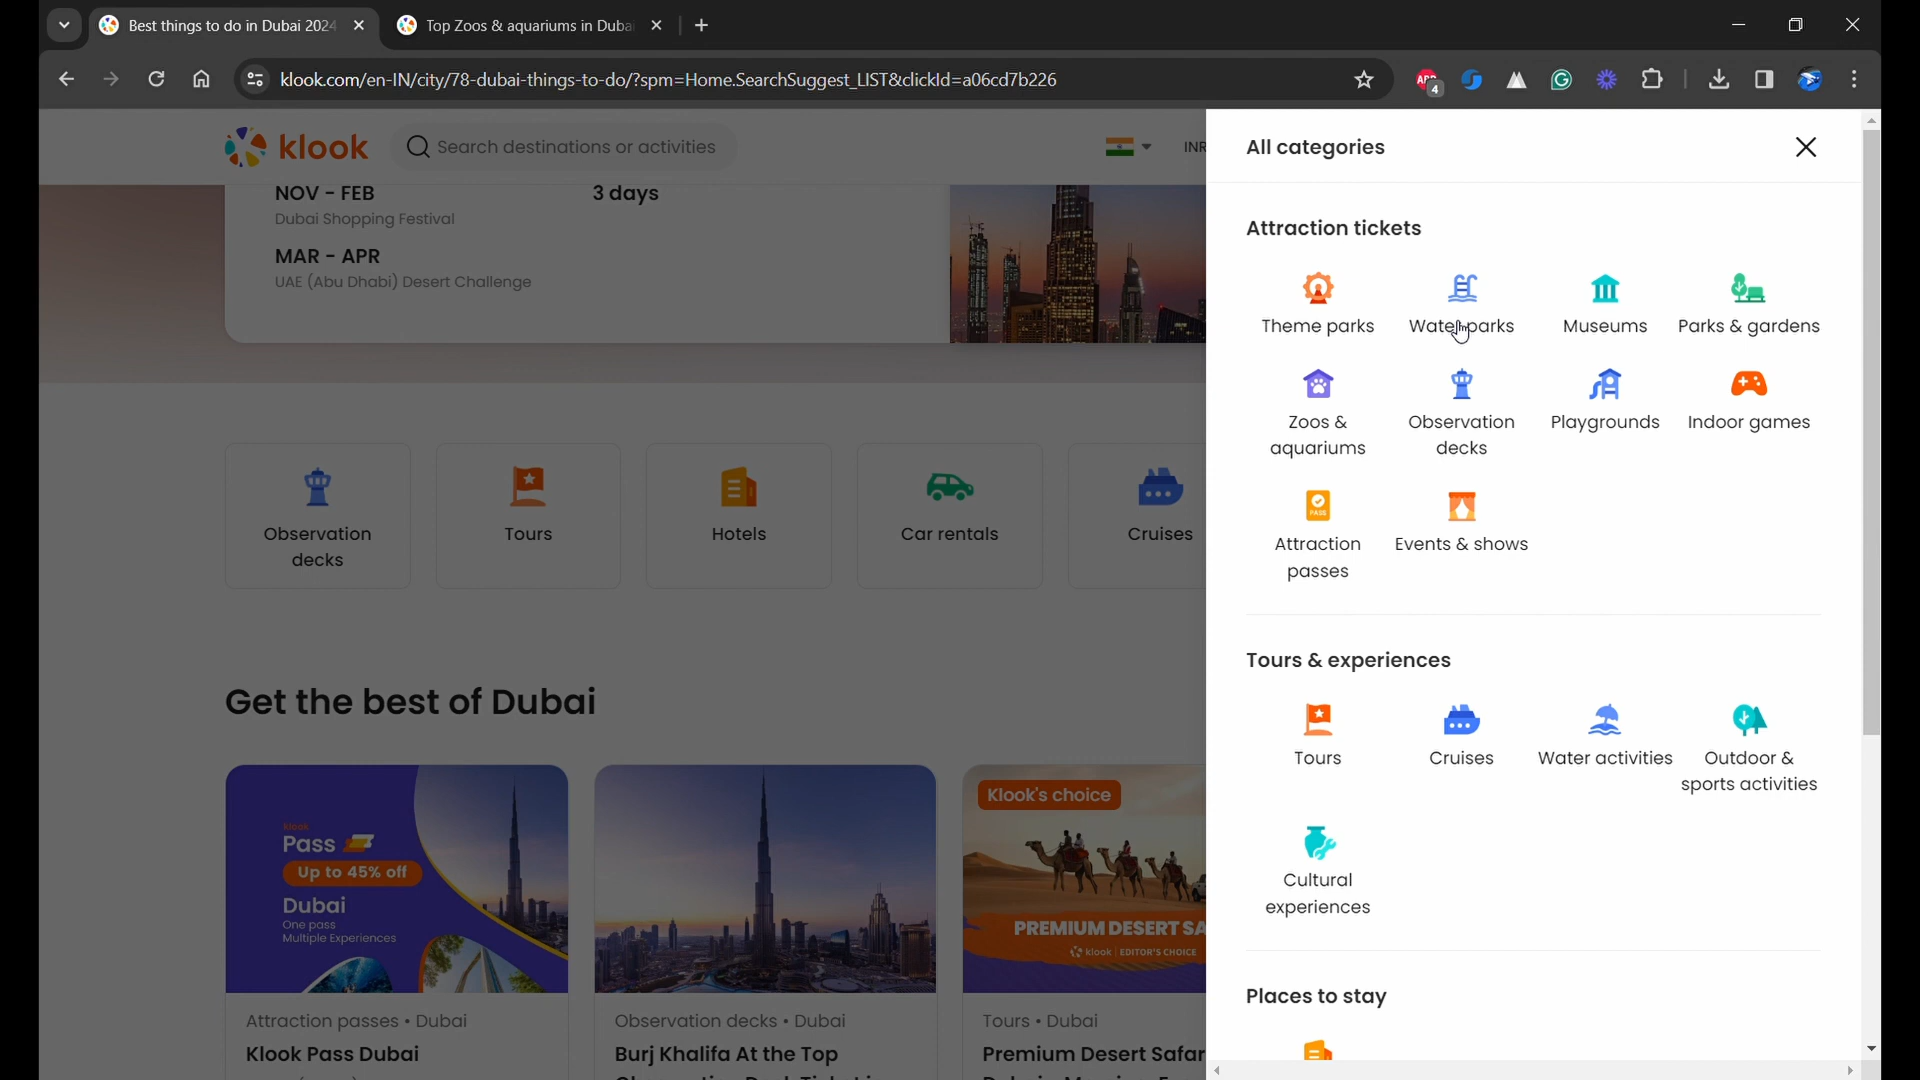 Best things to do in Dubai 2024
Top Zoos & aquariums in Dubai
klook.com/en-IN/city/78-dubai-things-to-do/?spm=Home.SearchSuggest_LIST&clickId=a06cd7b226
ABP
4
klook
Search destinations or activities
INR
NOV - FEB
3 days
Dubai Shopping Festival
MAR - APR
UAE (Abu Dhabi) Desert Challenge
Observation
decks
Tours
Hotels
Car rentals
Cruises
Get the best of Dubai
klook
Pass
Up to 45% off
Dubai
One pass
Multiple Experiences
Klook's choice
PREMIUM DESERT SA
klook | EDITOR'S CHOICE
Attraction passes • Dubai
Klook Pass Dubai
Observation decks • Dubai
Burj Khalifa At the Top
Tours • Dubai
Premium Desert Safar
All categories
Attraction tickets
Theme parks
Water parks
Museums
Parks & gardens
Zoos &
aquariums
Observation
decks
Playgrounds
Indoor games
PASS
Attraction
passes
Events & shows
Tours & experiences
Tours
Cruises
Water activities
Outdoor &
sports activities
Cultural
experiences
Places to stay